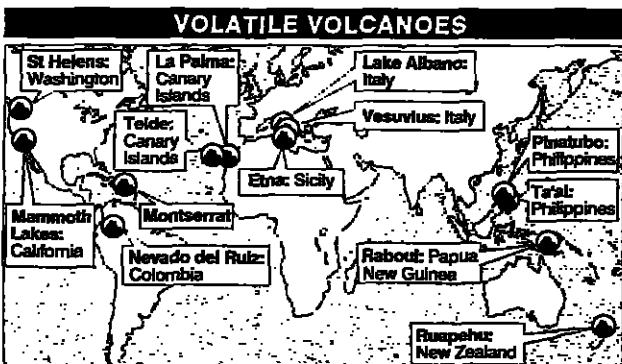 VOLATILE VOLCANOES
St Helens:
Washington
La Palma:
Canary
Islands
Lake Albano:
Italy
Teide:
Canary
Islands
Vesuvius: Italy
Etna: Sicily
Pinatubo:
Philippines
Ta'al:
Philippines
Mammoth
Lakes:
California
Montserrat
Nevado del Ruiz:
Colombia
Rabout: Papua
New Guinea
Ruapehu:
New Zealand